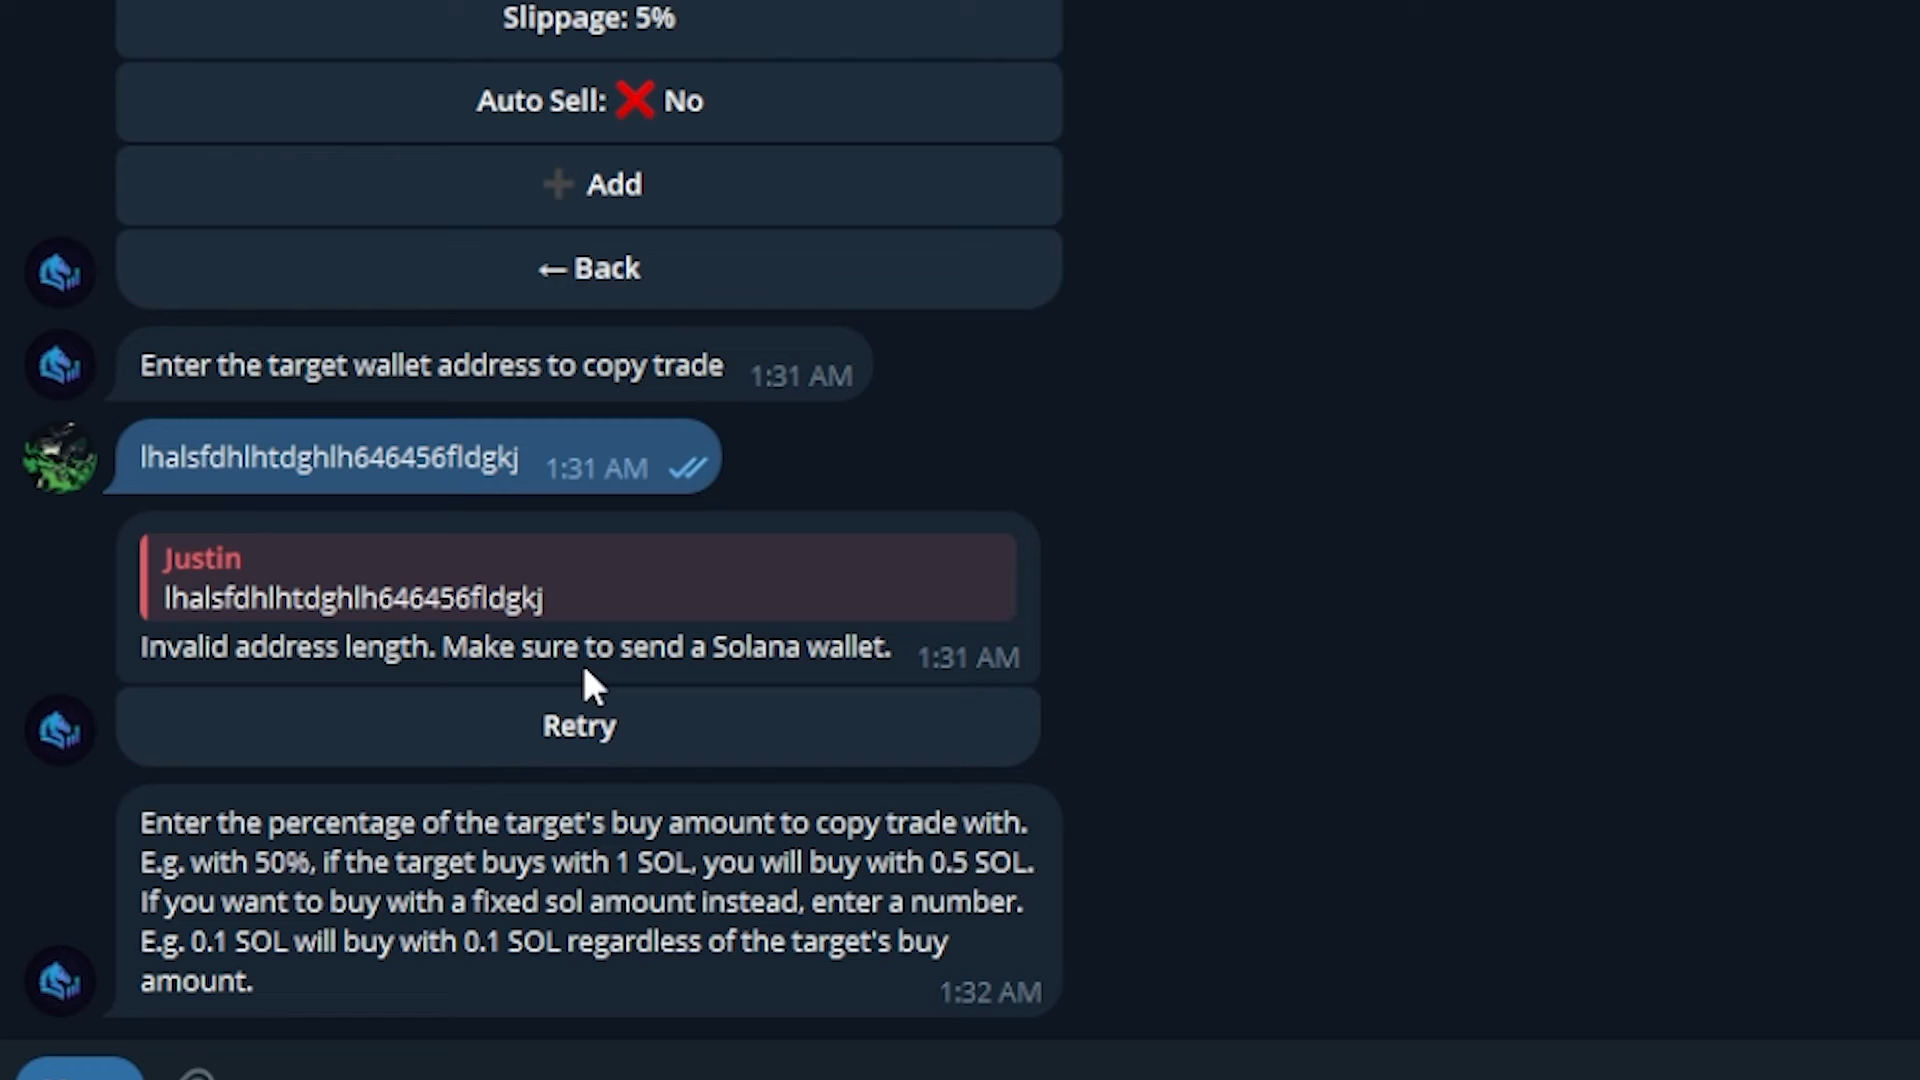 Slippage: 5%
Auto Sell: ❌ No
➕ Add
← Back
Enter the target wallet address to copy trade 1:31 AM
lhalsfdhlhtdghlh646456fldgkj 1:31 AM
Justin
lhalsfdhlhtdghlh646456fldgkj
Invalid address length. Make sure to send a Solana wallet. 1:31 AM
Retry
Enter the percentage of the target's buy amount to copy trade with.
E.g. with 50%, if the target buys with 1 SOL, you will buy with 0.5 SOL.
If you want to buy with a fixed sol amount instead, enter a number.
E.g. 0.1 SOL will buy with 0.1 SOL regardless of the target's buy
amount. 1:32 AM